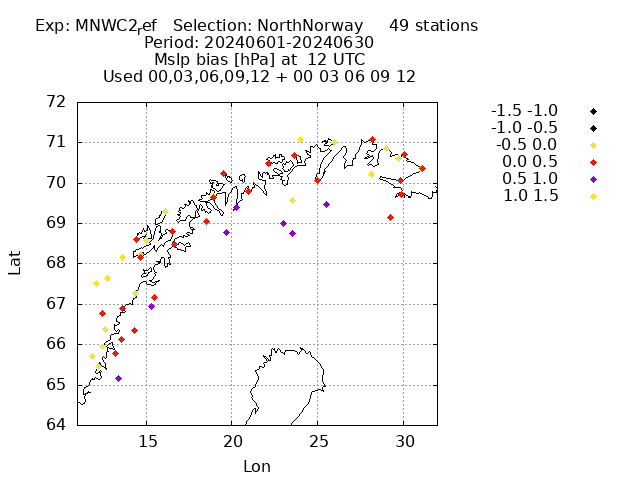 Exp: MNWC2ref   Selection: NorthNorway     49 stations
Period: 20240601-20240630
Mslp bias [hPa] at  12 UTC
Used 00,03,06,09,12 + 00 03 06 09 12
72
71
70
69
68
67
66
65
64
Lat
15 20 25 30
Lon
-1.5 -1.0
-1.0 -0.5
-0.5 0.0
0.0 0.5
0.5 1.0
1.0 1.5